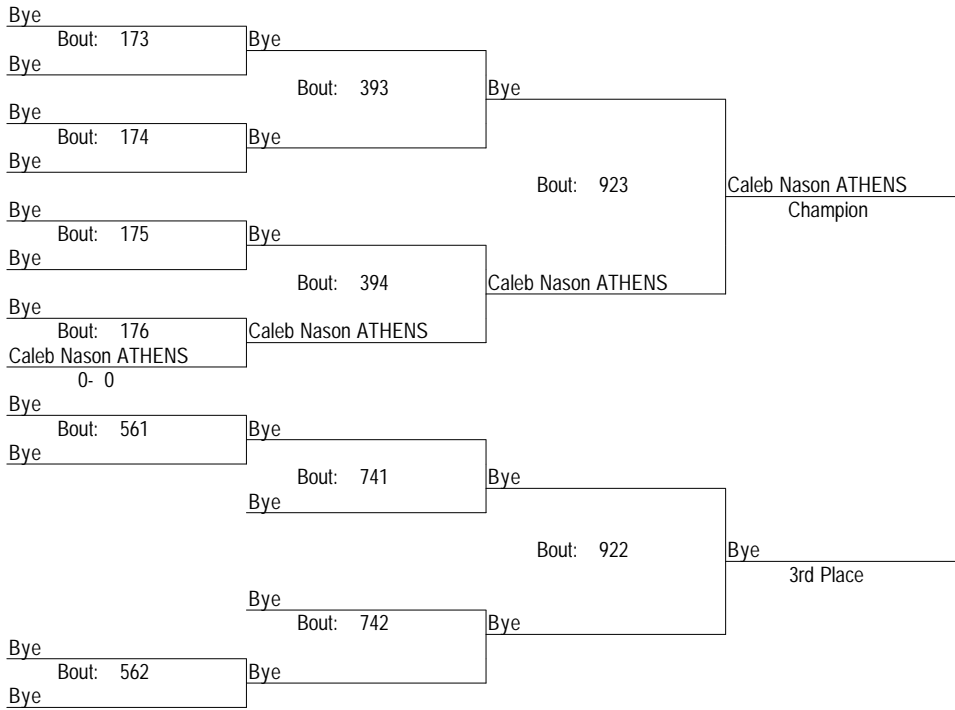 Bye
Bout: 173
Bye
Bye
Bout: 393
Bye
Bye
Bout: 174
Bye
Bye
Bout: 923
Caleb Nason ATHENS
Champion
Bye
Bout: 175
Bye
Bye
Bout: 394
Caleb Nason ATHENS
Bye
Bout: 176
Caleb Nason ATHENS
Caleb Nason ATHENS
0- 0
Bye
Bout: 561
Bye
Bye
Bout: 741
Bye
Bye
Bout: 922
Bye
3rd Place
Bye
Bout: 742
Bye
Bye
Bout: 562
Bye
Bye